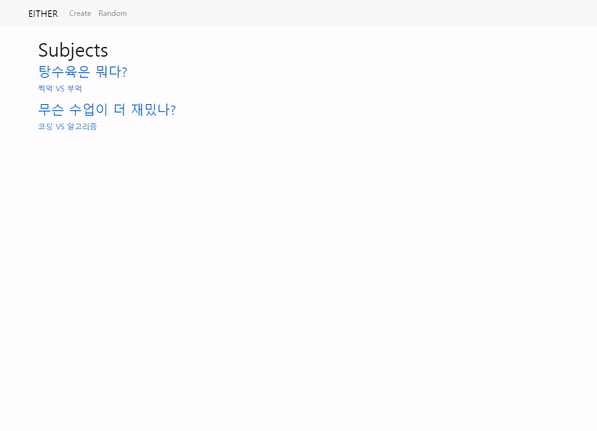 EITHER Create Random
Subjects
탕수육은 뭐다?
찍먹 VS 부먹
무슨 수업이 더 재밌나?
코딩 VS 알고리즘